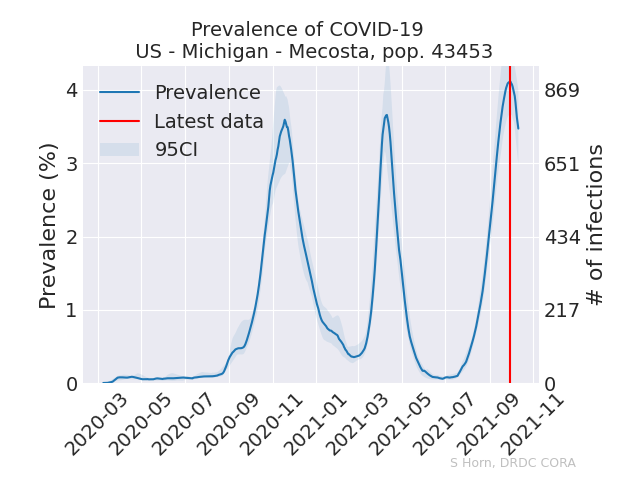 Prevalence of COVID-19
US - Michigan - Mecosta, pop. 43453
Prevalence
Latest data
95CI
Prevalence (%)
4
3
2
1
0
# of infections
869
651
434
217
0
2020-03
2020-05
2020-07
2020-09
2020-11
2021-01
2021-03
2021-05
2021-07
2021-09
2021-11
S Horn, DRDC CORA